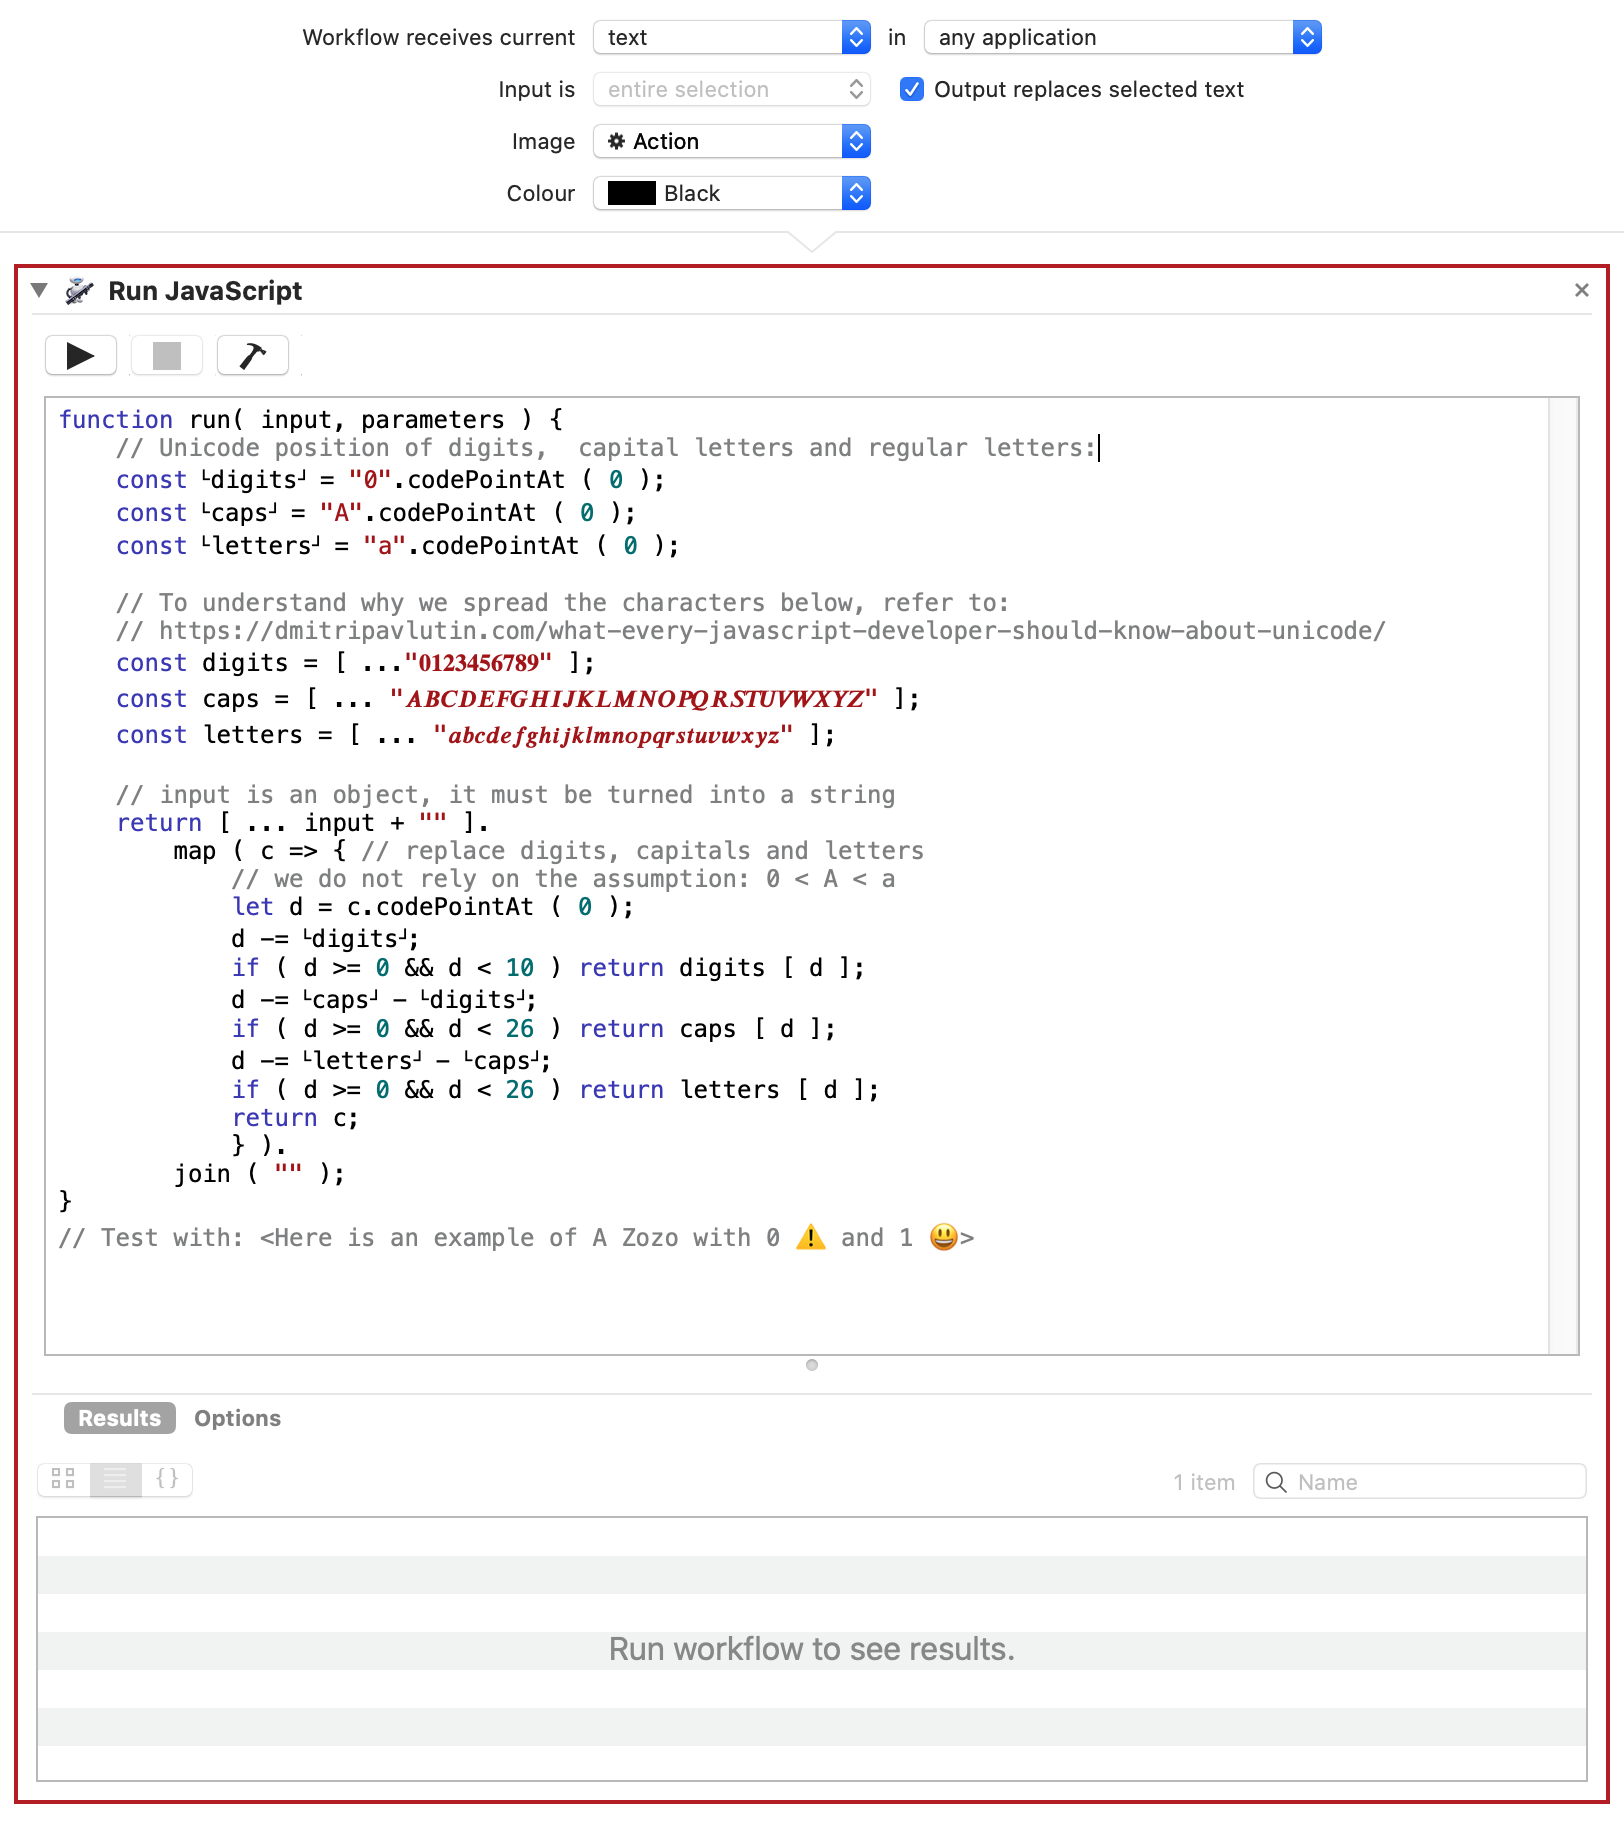 Workflow receives current text in any application
Input is entire selection Output replaces selected text
Image Action
Colour Black
Run JavaScript
function run( input, parameters ) {
    // Unicode position of digits,  capital letters and regular letters:
    const ╰digits╯ = "0".codePointAt ( 0 );
    const ╰caps╯ = "A".codePointAt ( 0 );
    const ╰letters╯ = "a".codePointAt ( 0 );
    // To understand why we spread the characters below, refer to:
    // https://dmitripavlutin.com/what-every-javascript-developer-should-know-about-unicode/
    const digits = [ ..."𝟎𝟏𝟐𝟑𝟒𝟓𝟔𝟕𝟖𝟗" ];
    const caps = [ ... "𝑨𝑩𝑪𝑫𝑬𝑭𝑮𝑯𝑰𝑱𝑲𝑳𝑴𝑵𝑶𝑷𝑸𝑹𝑺𝑻𝑼𝑽𝑾𝑿𝒀𝒁" ];
    const letters = [ ... "𝒂𝒃𝒄𝒅𝒆𝒇𝒈𝒉𝒊𝒋𝒌𝒍𝒎𝒏𝒐𝒑𝒒𝒓𝒔𝒕𝒖𝒗𝒘𝒙𝒚𝒛" ];
    // input is an object, it must be turned into a string
    return [ ... input + "" ].
        map ( c => { // replace digits, capitals and letters
            // we do not rely on the assumption: 0 < A < a
            let d = c.codePointAt ( 0 );
            d -= ╰digits╯;
            if ( d >= 0 && d < 10 ) return digits [ d ];
            d -= ╰caps╯ - ╰digits╯;
            if ( d >= 0 && d < 26 ) return caps [ d ];
            d -= ╰letters╯ - ╰caps╯;
            if ( d >= 0 && d < 26 ) return letters [ d ];
            return c;
            } ).
        join ( "" );
}
// Test with: <Here is an example of A Zozo with 0 ⚠️ and 1 😃>
Results Options
{} 1 item Name
Run workflow to see results.